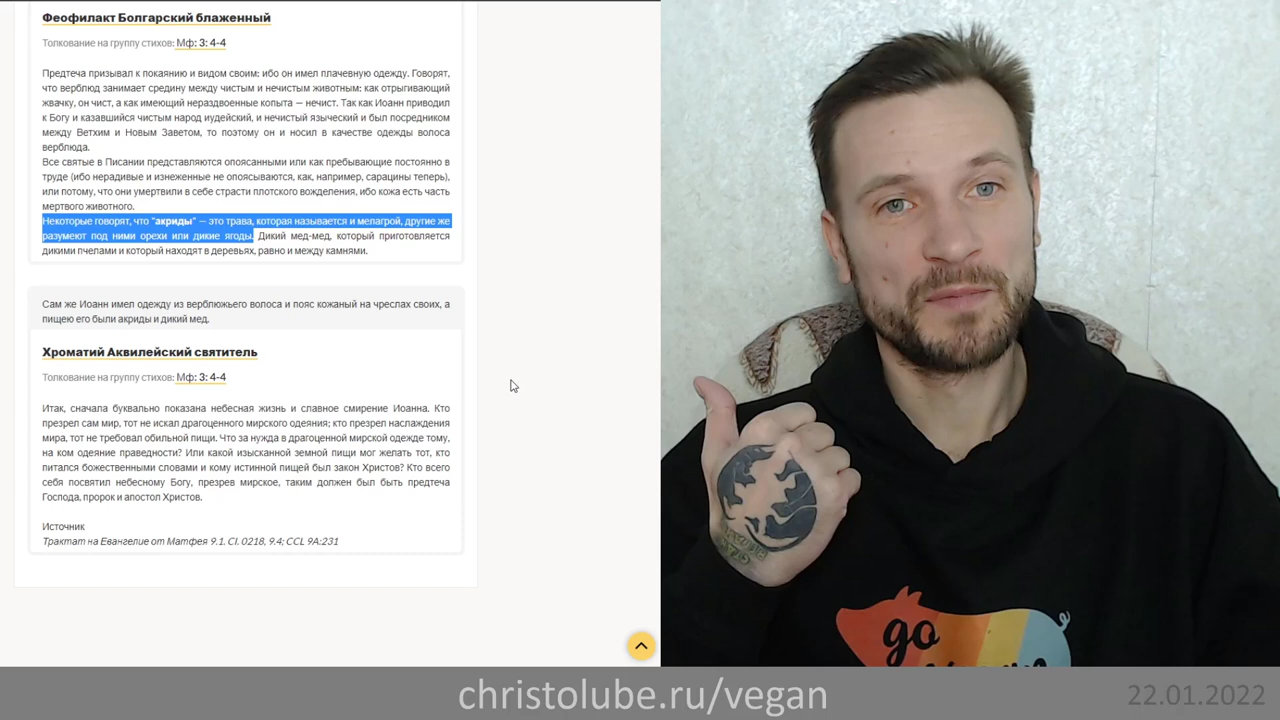 Феофилакт Болгарский блаженный
Толкование на группу стихов: Мф: 3: 4-4
Предтеча призывал к покаянию и видом своим: ибо он имел плачевную одежду. Говорят,
что верблюд занимает средину между чистым и нечистым животным: как отрыгивающий
жвачку, он чист, а как имеющий нераздвоенные копыта — нечист. Так как Иоанн приводил
к Богу и казавшийся чистым народ иудейский, и нечистый языческий и был посредником
между Ветхим и Новым Заветом, то поэтому он и носил в качестве одежды волоса
верблюда.
Все святые в Писании представляются опоясанными или как пребывающие постоянно в
труде (ибо нерадивые и изнеженные не опоясываются, как, например, сарацины теперь),
или потому, что они умертвили в себе страсти плотского вожделения, ибо кожа есть часть
мертвого животного.
Некоторые говорят, что "акриды" — это трава, которая называется и мелагрой, другие же
разумеют под ними орехи или дикие ягоды. Дикий мед-мед, который приготовляется
дикими пчелами и который находят в деревьях, равно и между камнями.
Сам же Иоанн имел одежду из верблюжьего волоса и пояс кожаный на чреслах своих, а
пищею его были акриды и дикий мед.
Хроматий Аквилейский святитель
Толкование на группу стихов: Мф: 3: 4-4
Итак, сначала буквально показана небесная жизнь и славное смирение Иоанна. Кто
презрел сам мир, тот не искал драгоценного мирского одеяния; кто презрел наслаждения
мира, тот не требовал обильной пищи. Что за нужда в драгоценной мирской одежде тому,
на ком одеяние праведности? Или какой изысканной земной пищи мог желать тот, кто
питался божественными словами и кому истинной пищей был закон Христов? Кто всего
себя посвятил небесному Богу, презрев мирское, таким должен был быть предтеча
Господа, пророк и апостол Христов.
Источник
Трактат на Евангелие от Матфея 9.1. Cl. 0218, 9.4; CCL 9A:231
go
christolube.ru/vegan
22.01.2022